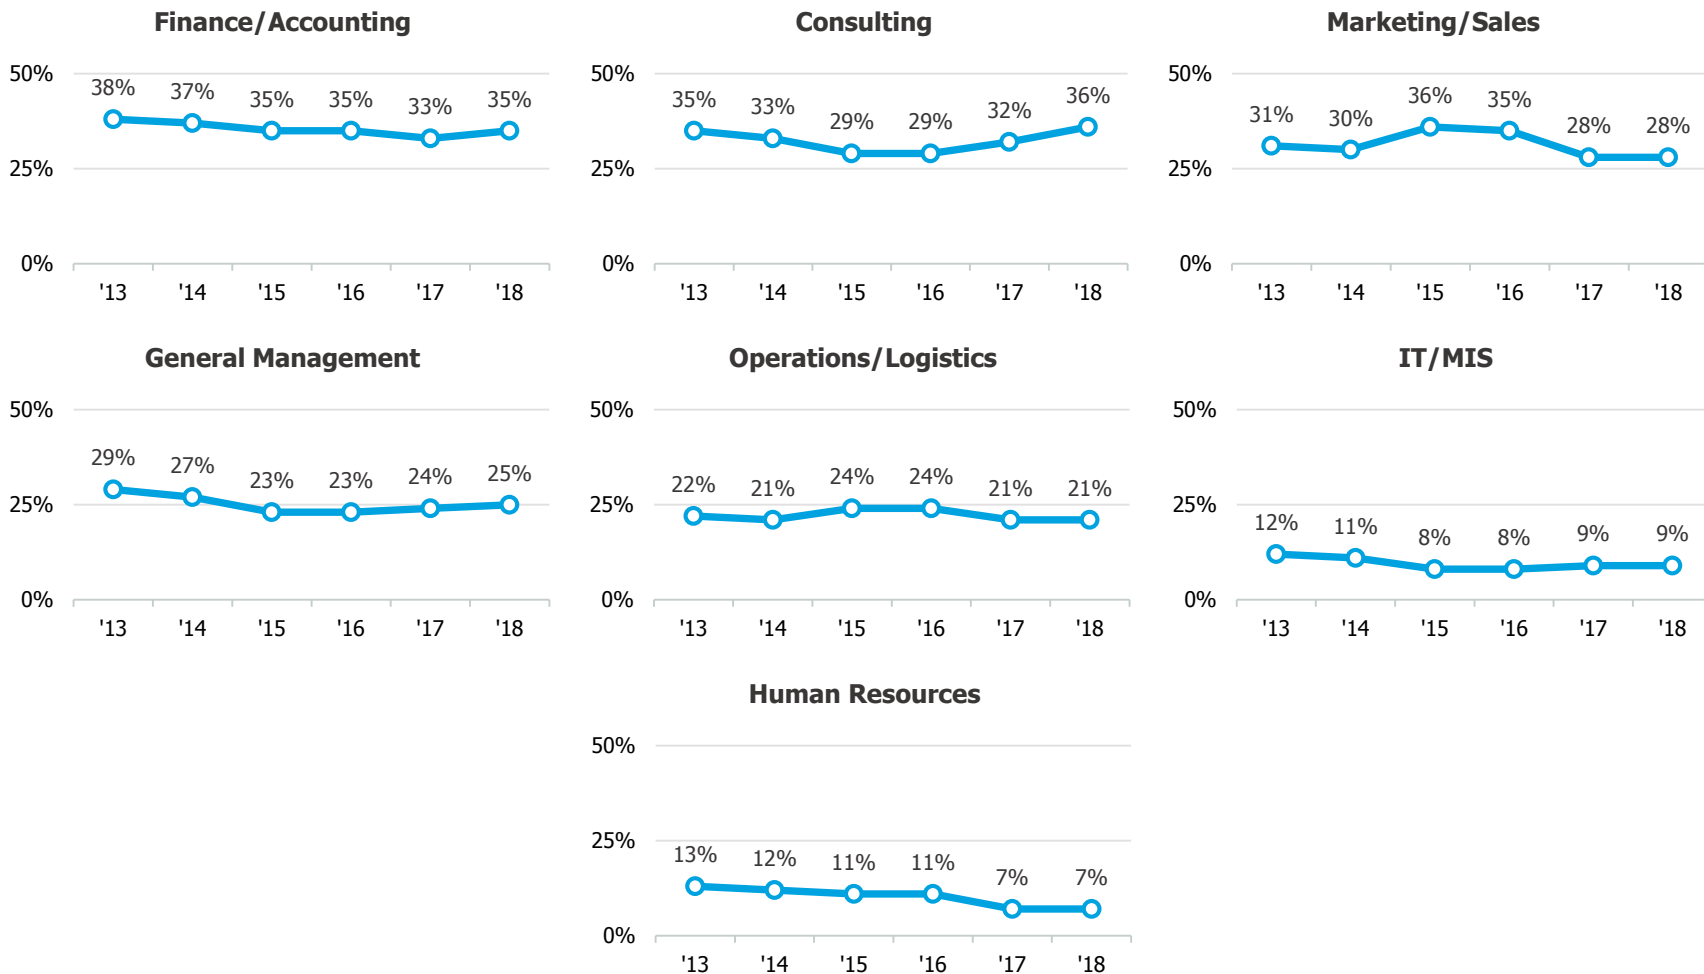 Finance/Accounting
50%
25%
0%
38% 37% 35% 35% 33% 35%
'13 '14 '15 '16 '17 '18
Consulting
50%
25%
0%
35% 33% 29% 29% 32% 36%
'13 '14 '15 '16 '17 '18
Marketing/Sales
50%
25%
0%
31% 30% 36% 35% 28% 28%
'13 '14 '15 '16 '17 '18
General Management
50%
25%
0%
29% 27% 23% 23% 24% 25%
'13 '14 '15 '16 '17 '18
Operations/Logistics
50%
25%
0%
22% 21% 24% 24% 21% 21%
'13 '14 '15 '16 '17 '18
IT/MIS
50%
25%
0%
12% 11% 8% 8% 9% 9%
'13 '14 '15 '16 '17 '18
Human Resources
50%
25%
0%
13% 12% 11% 11% 7% 7%
'13 '14 '15 '16 '17 '18